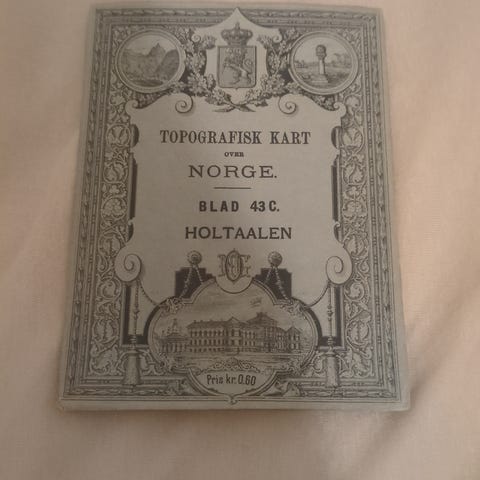 TOPOGRAFISK KART
OVER
NORGE.
BLAD 43 C.
HOLTAALEN
Pris kr. 0.60